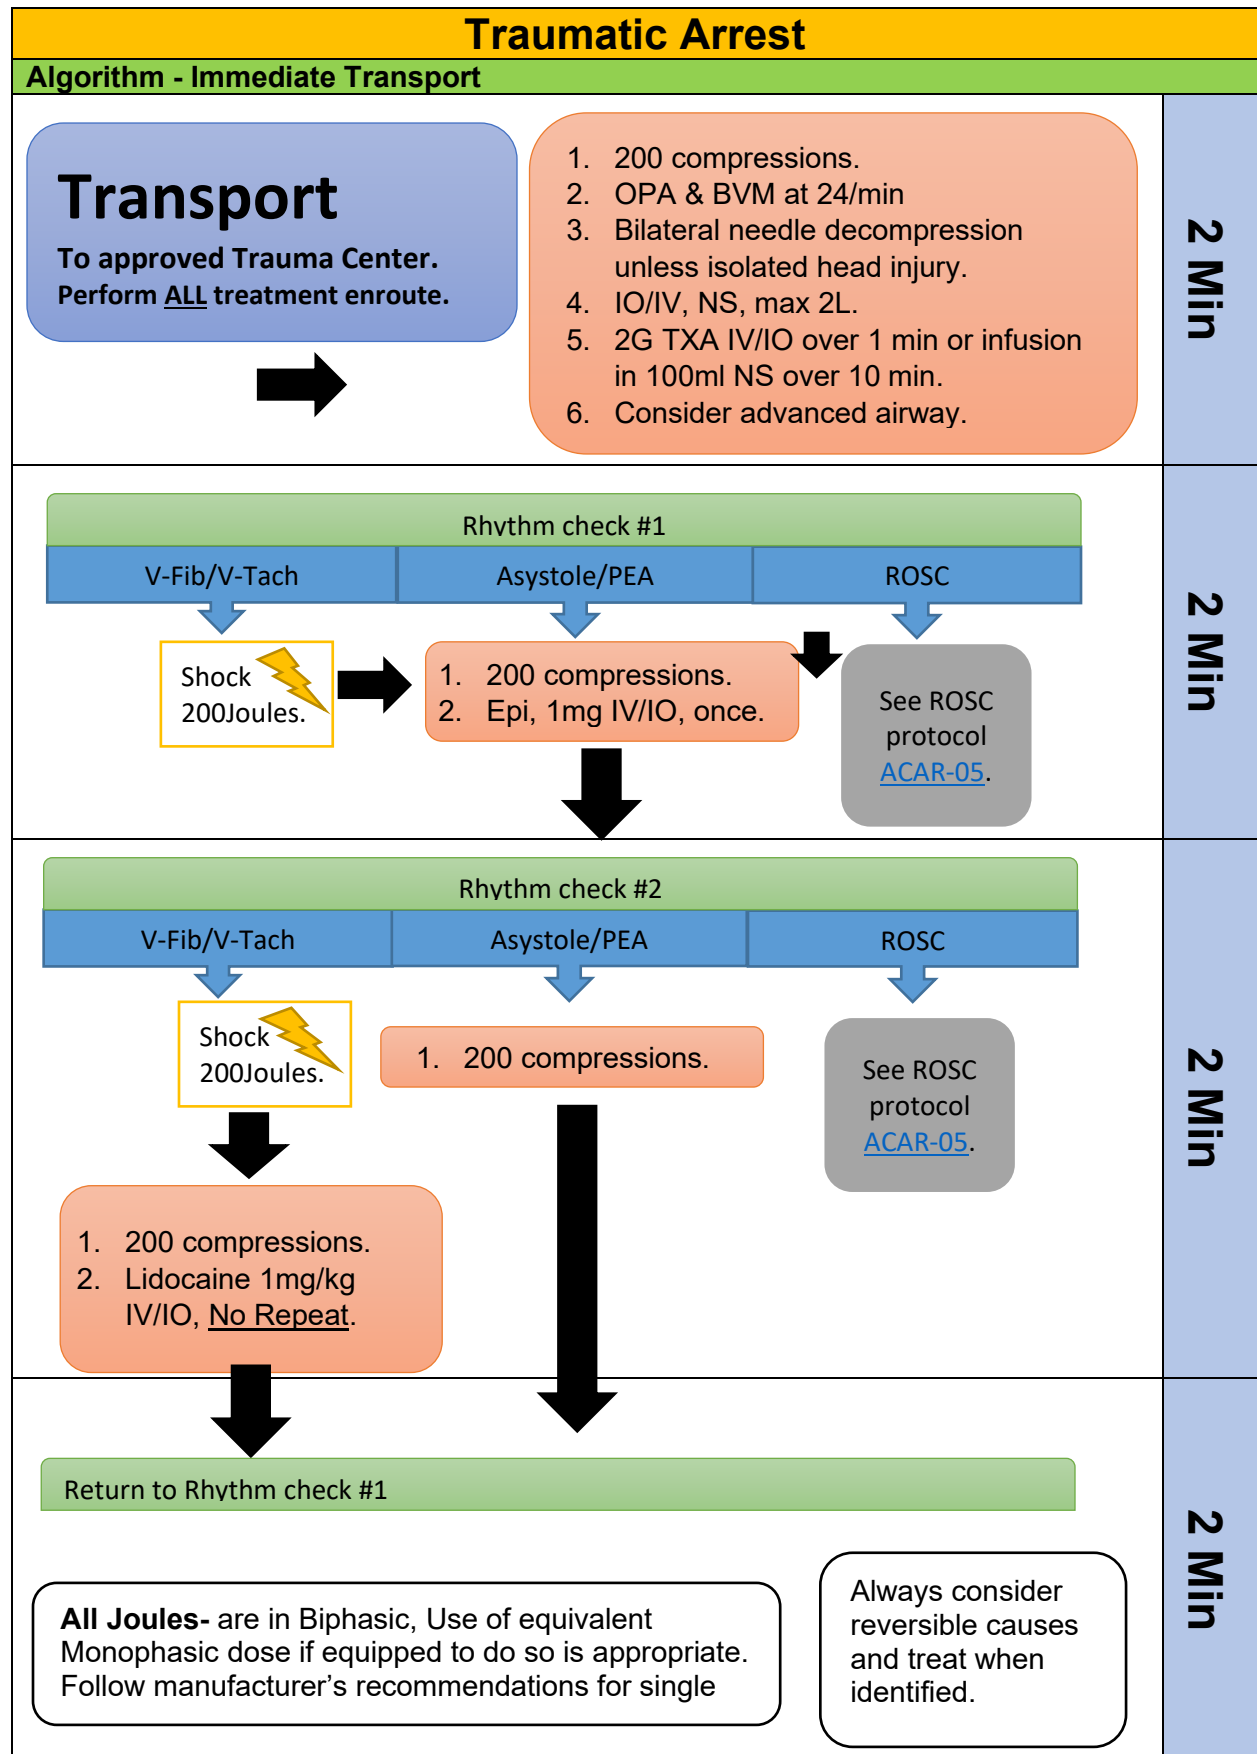 Traumatic Arrest
Algorithm - Immediate Transport
Transport
To approved Trauma Center.
Perform ALL treatment enroute.
1. 200 compressions.
2. OPA & BVM at 24/min
3. Bilateral needle decompression
unless isolated head injury.
4. IO/IV, NS, max 2L.
5. 2G TXA IV/IO over 1 min or infusion
in 100ml NS over 10 min.
6. Consider advanced airway.
2 Min
Rhythm check #1
V-Fib/V-Tach
Asystole/PEA
ROSC
Shock
200Joules.
1. 200 compressions.
2. Epi, 1mg IV/IO, once.
See ROSC
protocol
ACAR-05.
2 Min
Rhythm check #2
V-Fib/V-Tach
Asystole/PEA
ROSC
Shock
200Joules.
1. 200 compressions.
See ROSC
protocol
ACAR-05.
1. 200 compressions.
2. Lidocaine 1mg/kg
IV/IO, No Repeat.
2 Min
Return to Rhythm check #1
All Joules- are in Biphasic, Use of equivalent
Monophasic dose if equipped to do so is appropriate.
Follow manufacturer's recommendations for single
Always consider
reversible causes
and treat when
identified.
2 Min